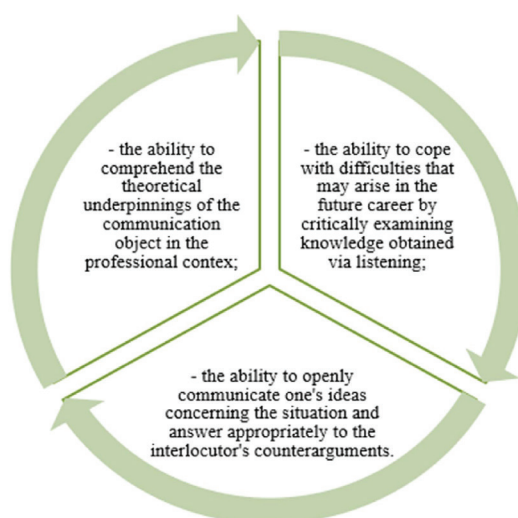 - the ability to
comprehend the
theoretical
underpinnings of the
communication
object in the
professional contex;
- the ability to cope
with difficulties that
may arise in the
future career by
critically examining
knowledge obtained
via listening;
- the ability to openly
communicate one's ideas
concerning the situation and
answer appropriately to the
interlocutor's counterarguments.